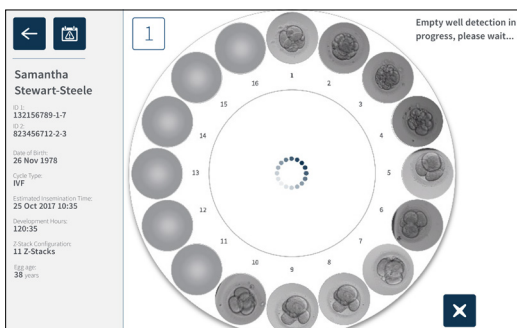 Samantha
Stewart-Steele
ID 1:
132156789-1-7
ID 2:
823456712-2-3
Date of Birth:
26 Nov 1978
Cycle Type:
IVF
Estimated Insemination Time:
25 Oct 2017 10:35
Development Hours:
120:35
Z-Stack Configuration:
11 Z-Stacks
Egg age:
38 years
1
Empty well detection in
progress, please wait...
1
2
3
4
5
6
7
8
9
10
11
12
13
14
15
16